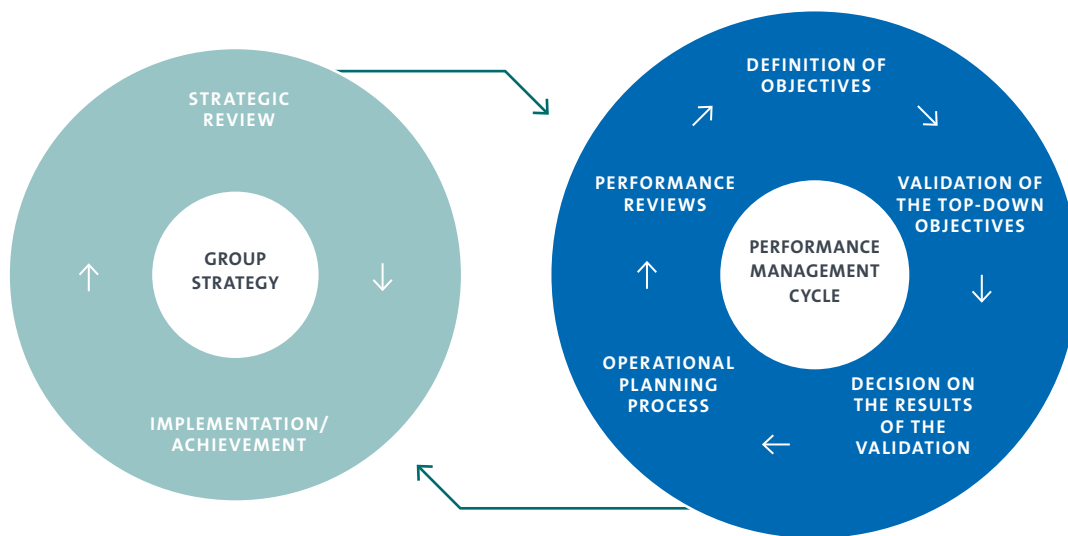 STRATEGIC
REVIEW
GROUP
STRATEGY
IMPLEMENTATION/
ACHIEVEMENT
DEFINITION OF
OBJECTIVES
VALIDATION OF
THE TOP-DOWN
OBJECTIVES
DECISION ON
THE RESULTS
OF THE
VALIDATION
OPERATIONAL
PLANNING
PROCESS
PERFORMANCE
REVIEWS
PERFORMANCE
MANAGEMENT
CYCLE